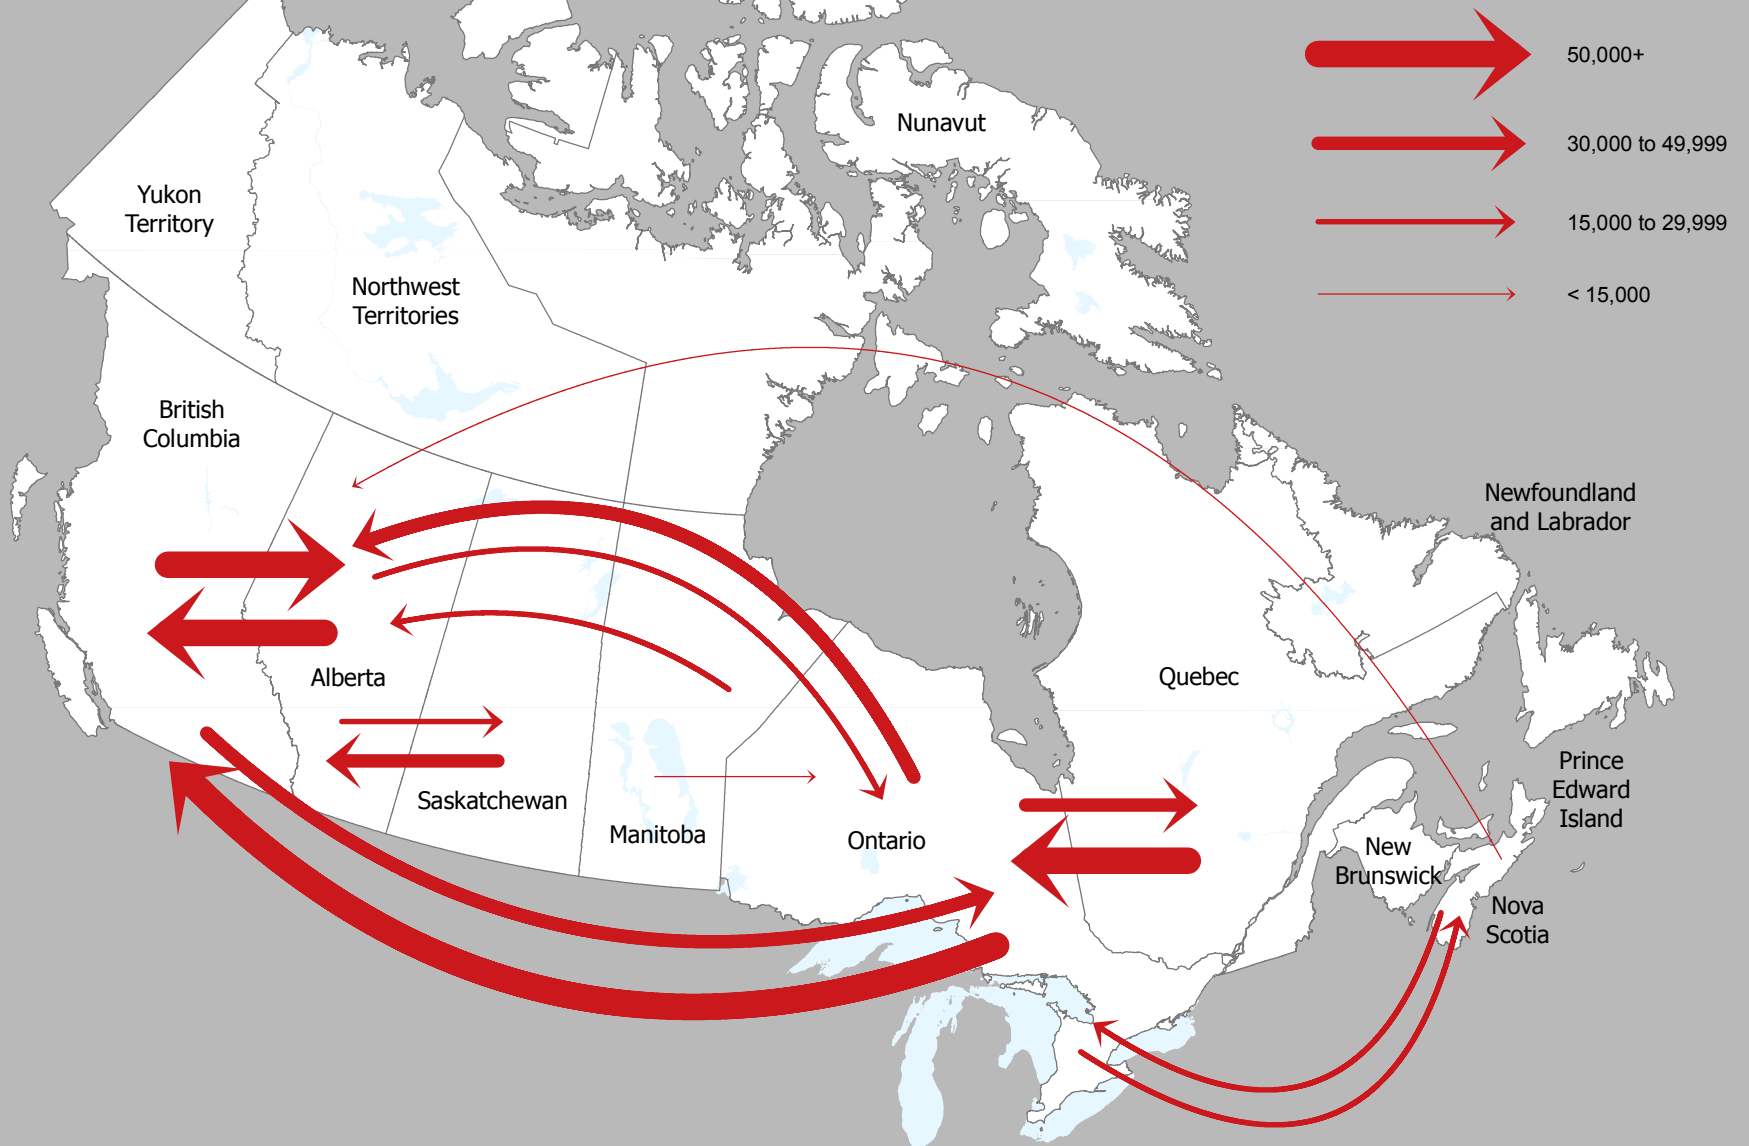 50,000+
30,000 to 49,999
15,000 to 29,999
< 15,000
Nunavut
Yukon
Territory
Northwest
Territories
British
Columbia
Newfoundland
and Labrador
Alberta
Quebec
Saskatchewan
Manitoba
Ontario
Prince
Edward
Island
New
Brunswick
Nova
Scotia